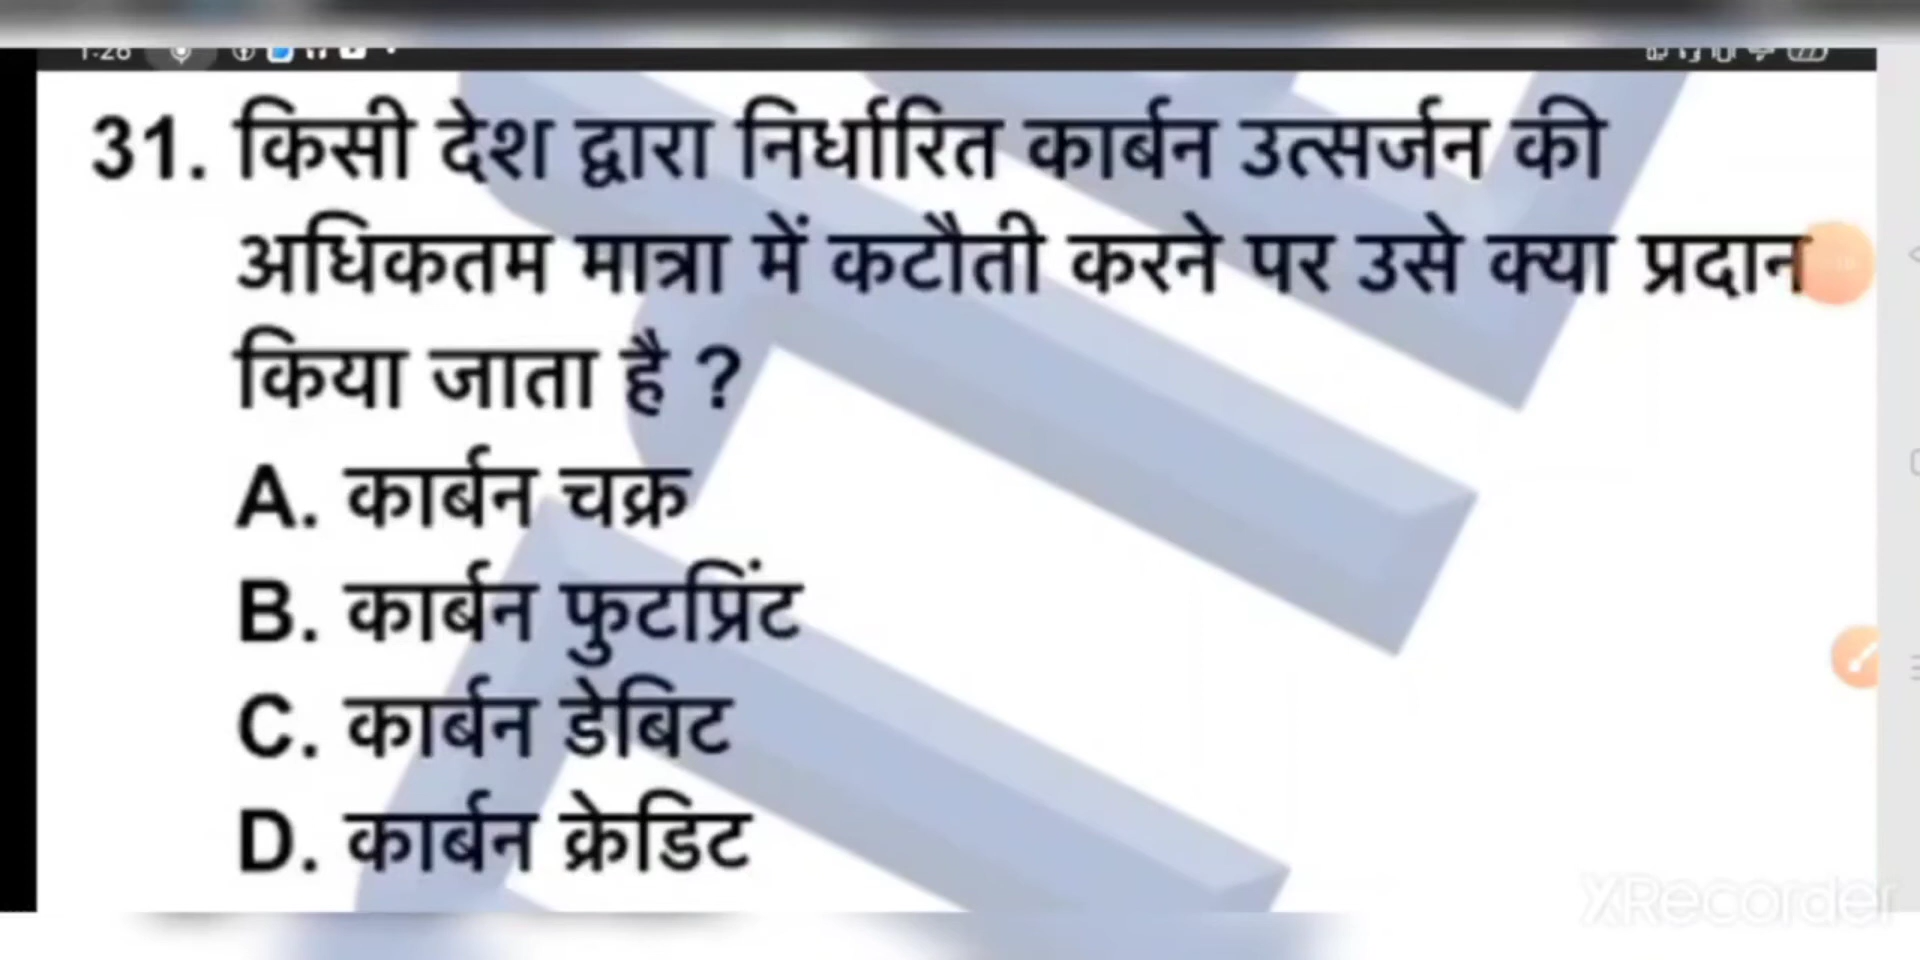 31. किसी देश द्वारा निर्धारित कार्बन उत्सर्जन की
अधिकतम मात्रा में कटौती करने पर उसे क्या प्रदान
किया जाता है ?
A. कार्बन चक्र
B. कार्बन फुटप्रिंट
C. कार्बन डेबिट
D. कार्बन क्रेडिट
XRecorder